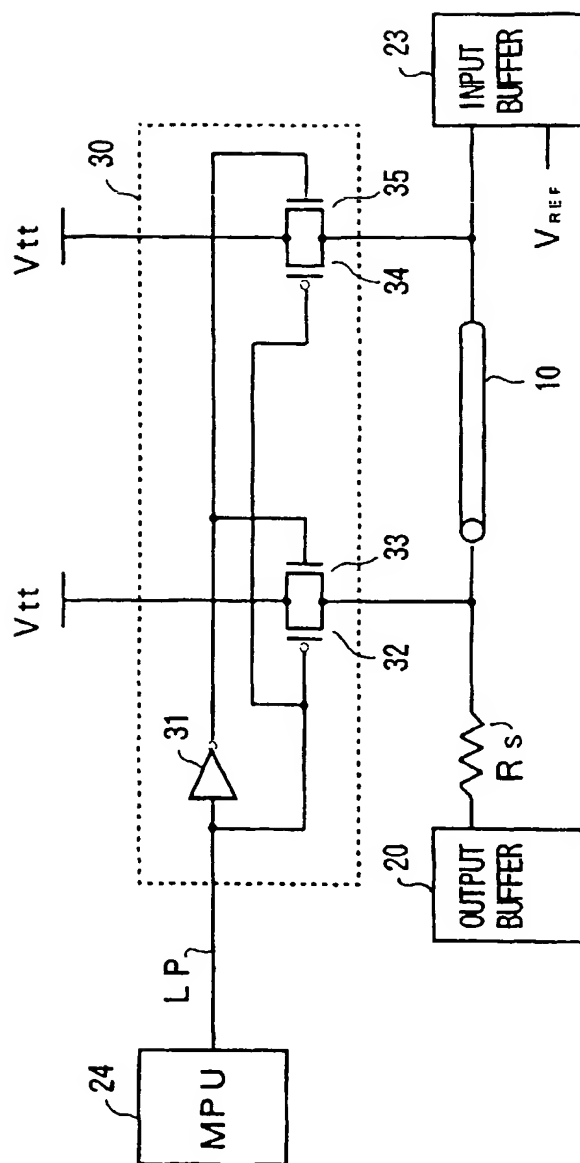 Vtt
Vtt
30
23
INPUT
BUFFER
31
32
33
34
35
24
MPU
LP
20
OUTPUT
BUFFER
Rs
10
VREF